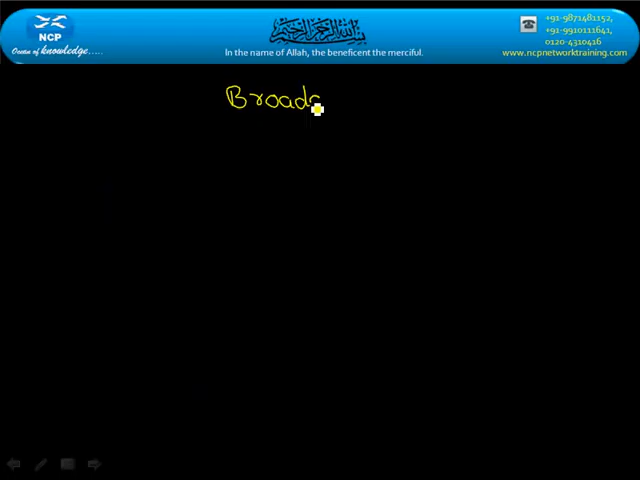 NCP
Ocean of knowledge.....
بسم الله الرحمن الرحيم
In the name of Allah, the beneficent the merciful.
+91-9871481152,
+91-9910111641,
0120-4310416
www.ncpnetworktraining.com
Broadc